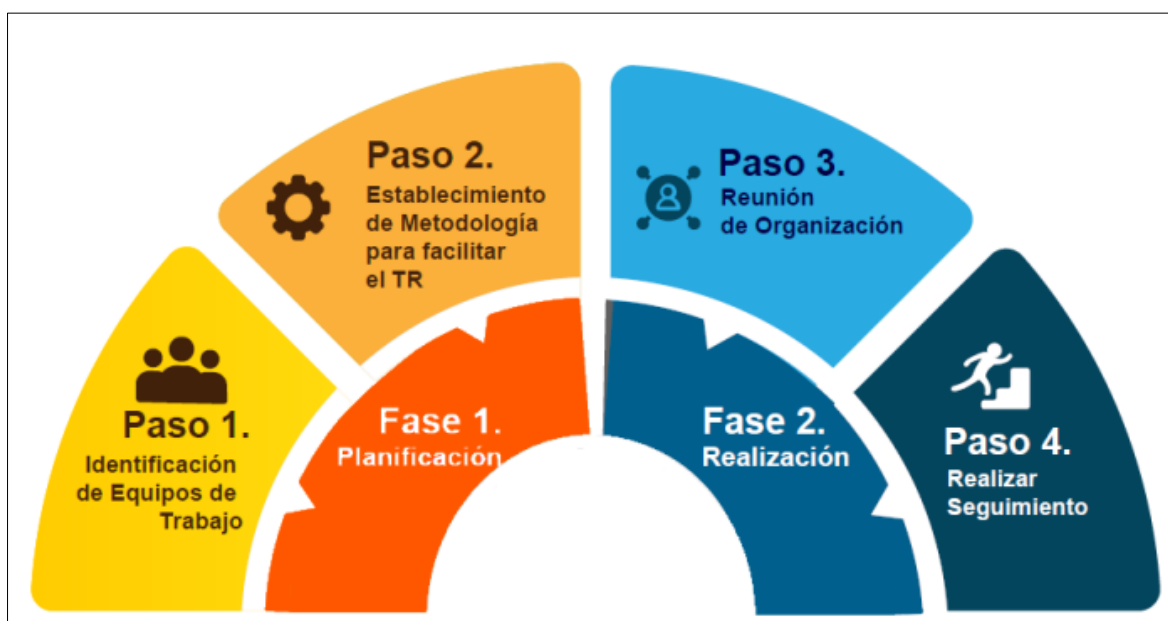 Paso 1.
Identificación
de Equipos de
Trabajo
Paso 2.
Establecimiento
de Metodología
para facilitar
el TR
Fase 1.
Planificación
Paso 3.
Reunión
de Organización
Fase 2.
Realización
Paso 4.
Realizar
Seguimiento